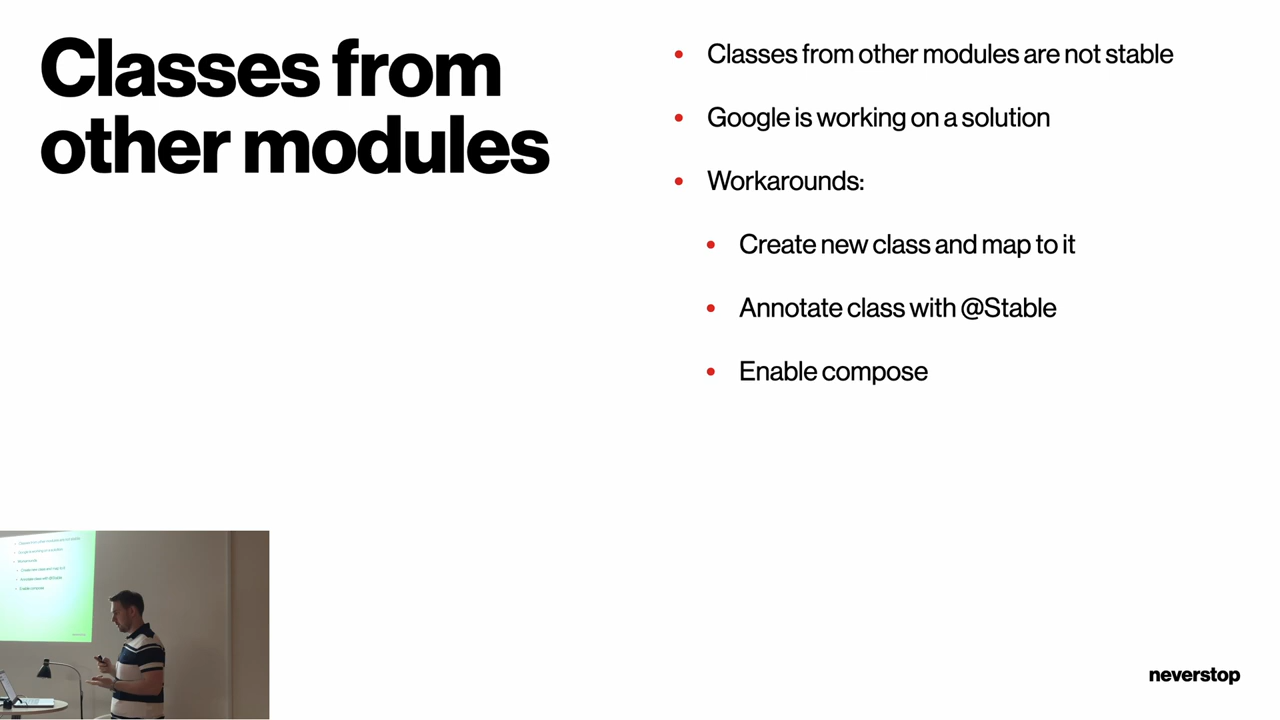 Classes from
other modules
Classes from other modules are not stable
Google is working on a solution
Workarounds:
Create new class and map to it
Annotate class with @Stable
Enable compose
neverstop